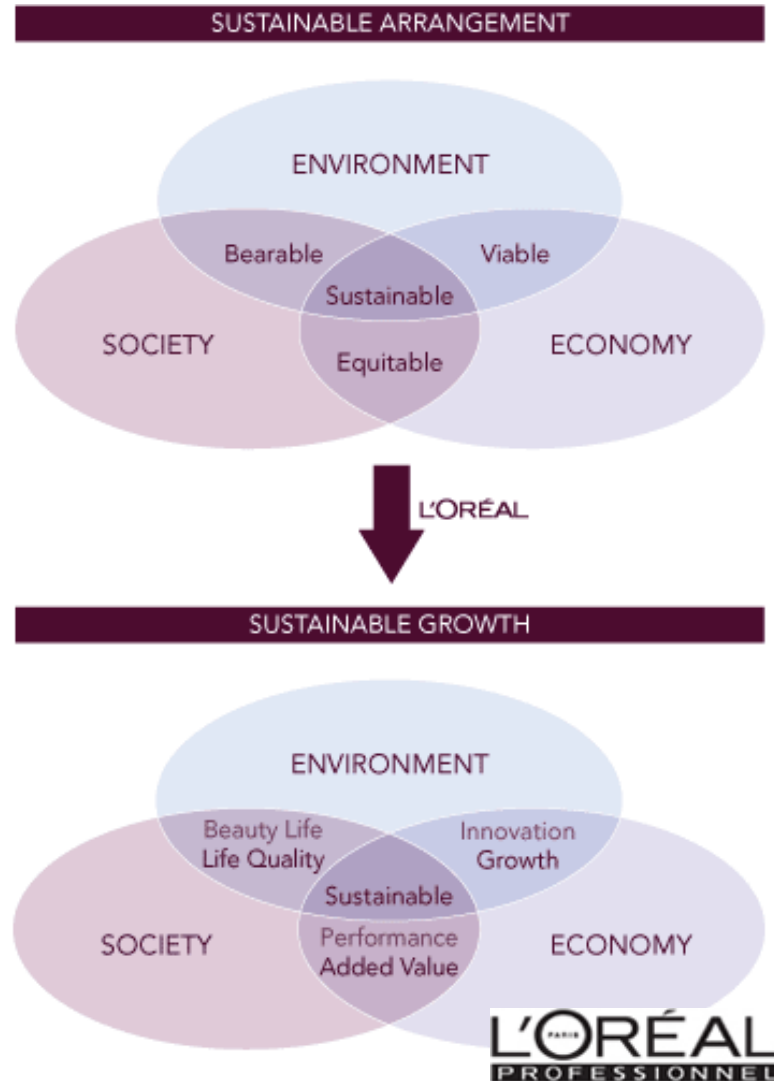 SUSTAINABLE ARRANGEMENT
ENVIRONMENT
Bearable
Viable
Sustainable
SOCIETY
ECONOMY
Equitable
L'ORÉAL
SUSTAINABLE GROWTH
ENVIRONMENT
Beauty Life
Life Quality
Innovation
Growth
Sustainable
SOCIETY
Performance
Added Value
ECONOMY
L'ORÉAL
PARIS
PROFESSIONNEL